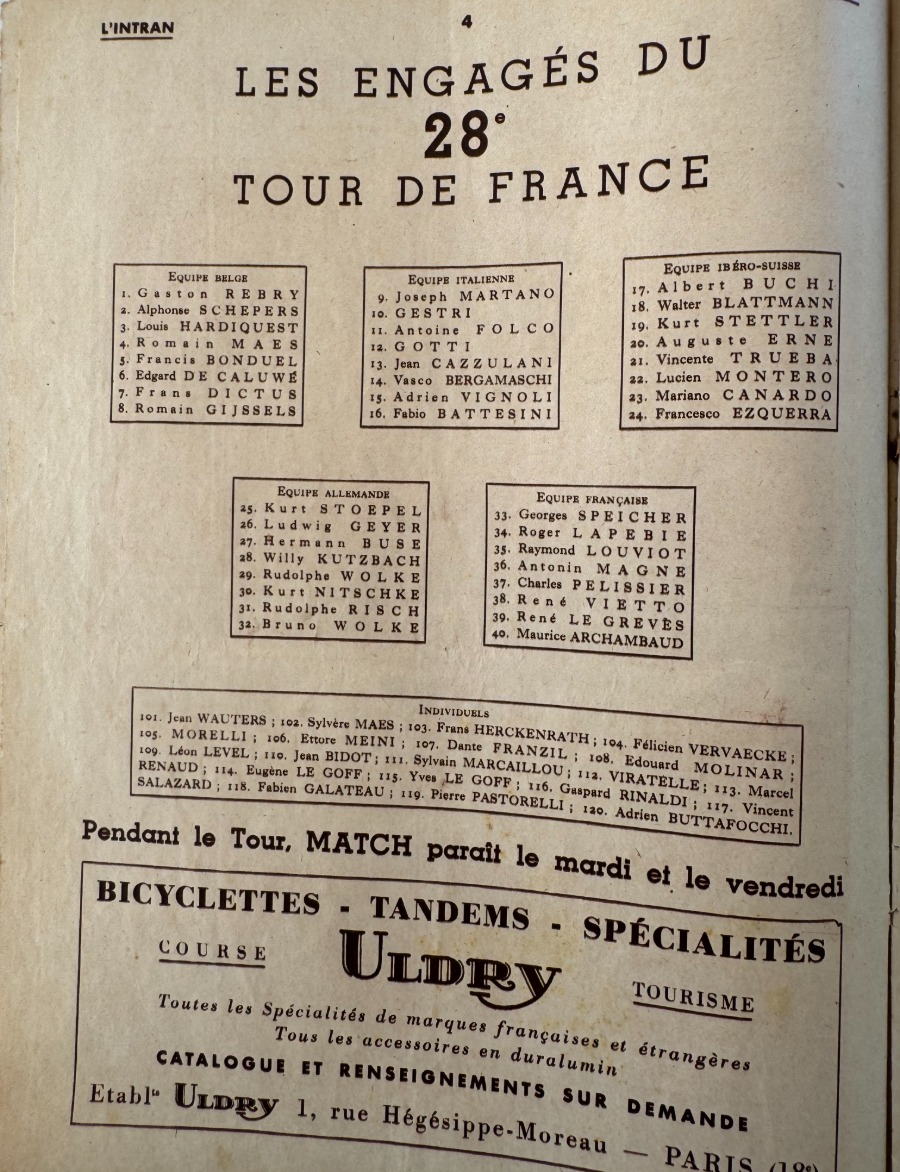 L'INTRAN
4
LES ENGAGÉS DU
28e
TOUR DE FRANCE
EQUIPE BELGE
1. Gaston REBRY
2. Alphonse SCHEPERS
3. Louis HARDIQUEST
4. Romain MAES
5. Francis BONDUEL
6. Edgard DE CALUWÉ
7. Frans DICTUS
8. Romain GIJSSELS
EQUIPE ITALIENNE
9. Joseph MARTANO
10. GESTRI
11. Antoine FOLCO
12. GOTTI
13. Jean CAZZULANI
14. Vasco BERGAMASCHI
15. Adrien VIGNOLI
16. Fabio BATTESINI
EQUIPE IBÉRO-SUISSE
17. Albert BUCHI
18. Walter BLATTMANN
19. Kurt STETTLER
20. Auguste ERNE
21. Vincente TRUEBA
22. Lucien MONTERO
23. Mariano CANARDO
24. Francesco EZQUERRA
EQUIPE ALLEMANDE
25. Kurt STOEPEL
26. Ludwig GEYER
27. Hermann BUSE
28. Willy KUTZBACH
29. Rudolphe WOLKE
30. Kurt NITSCHKE
31. Rudolphe RISCH
32. Bruno WOLKE
EQUIPE FRANÇAISE
33. Georges SPEICHER
34. Roger LAPEBIE
35. Raymond LOUVIOT
36. Antonin MAGNE
37. Charles PELISSIER
38. René VIETTO
39. René LE GREVÈS
40. Maurice ARCHAMBAUD
INDIVIDUELS
101. Jean WAUTERS ; 102. Sylvère MAES ; 103. Frans HERCKENRATH ; 104. Félicien VERVAECKE ;
105. MORELLI ; 106. Ettore MEINI ; 107. Dante FRANZIL ; 108. Edouard MOLINAR ;
109. Léon LEVEL ; 110. Jean BIDOT ; 111. Sylvain MARCAILLOU ; 112. VIRATELLE ; 113. Marcel
RENAUD ; 114. Eugène LE GOFF ; 115. Yves LE GOFF ; 116. Gaspard RINALDI ; 117. Vincent
SALAZARD ; 118. Fabien GALATEAU ; 119. Pierre PASTORELLI ; 120. Adrien BUTTAFOCCHI.
Pendant le Tour, MATCH paraît le mardi et le vendredi
BICYCLETTES - TANDEMS - SPÉCIALITÉS
COURSE
ULDRY
TOURISME
Toutes les Spécialités de marques françaises et étrangères
Tous les accessoires en duralumin
CATALOGUE ET RENSEIGNEMENTS SUR DEMANDE
Etabl<sup>ts</sup> ULDRY 1, rue Hégésippe-Moreau — PARIS (18e)